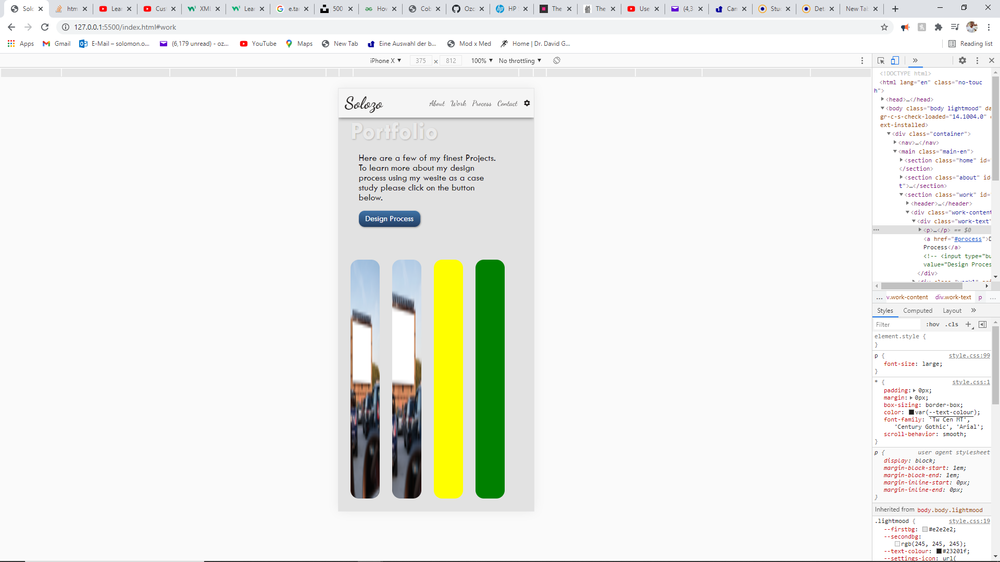 Solo
htm
Lear
Cus
XML
Lear
e.tar
500
How
Cob
Ozo
HP
The
The
Use
(4,3
Can
Stu
Det
New Tab
127.0.0.1:5500/index.html#work
Apps
Gmail
E-Mail – solomon.o...
(6,179 unread) - oz...
YouTube
Maps
New Tab
Eine Auswahl der b...
Mod x Med
Home | Dr. David G...
Reading list
iPhone X ▼ 375 × 812 100% ▼ No throttling ▼
Solozo
About Work Process Contact
Portfolio
Here are a few of my finest Projects.
To learn more about my design
process using my wesite as a case
study please click on the button
below.
Design Process
<!DOCTYPE html>
<html lang="en" class="no-touc
h">
<head>…</head>
<body class="body lightmood" da
gr-c-s-check-loaded="14.1004.0"
ext-installed>
<div class="container">
<nav>…</nav>
<main class="main-en">
<section class="home" id=
</section>
<section class="about" id
t">…</section>
<section class="work" id=
<header>…</header>
<div class="work-content
<div class="work-text"
<p>…</p> == $0
<a href="#process">D
Process</a>
<!-- <input type="bu
value="Design Proces
</div>
... v.work-content div.work-text p ...
Styles Computed Layout »
Filter :hov .cls +
element.style {
}
p { style.css:99
font-size: large;
}
* { style.css:1
padding: 0px;
margin: 0px;
box-sizing: border-box;
color: var(--text-colour);
font-family: 'Tw Cen MT',
'Century Gothic', 'Arial';
scroll-behavior: smooth;
}
p { user agent stylesheet
display: block;
margin-block-start: 1em;
margin-block-end: 1em;
margin-inline-start: 0px;
margin-inline-end: 0px;
}
Inherited from body.body.lightmood
.lightmood { style.css:19
--firstbg: #e2e2e2;
--secondbg:
rgb(245, 245, 245);
--text-colour: #23201f;
--settings-icon: url(